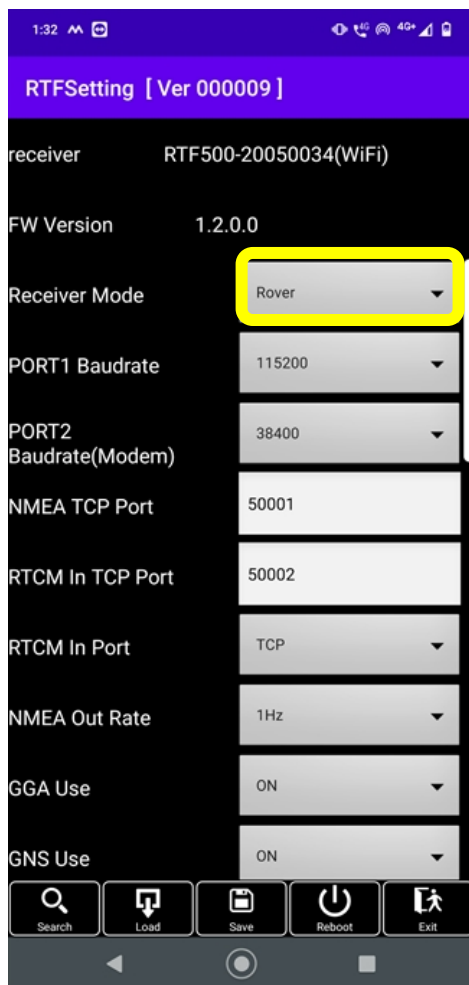 1:32
4G
4G+
RTFSetting [ Ver 000009 ]
receiver RTF500-20050034(WiFi)
FW Version 1.2.0.0
Receiver Mode Rover
PORT1 Baudrate 115200
PORT2
Baudrate(Modem) 38400
NMEA TCP Port 50001
RTCM In TCP Port 50002
RTCM In Port TCP
NMEA Out Rate 1Hz
GGA Use ON
GNS Use ON
Search Load Save Reboot Exit